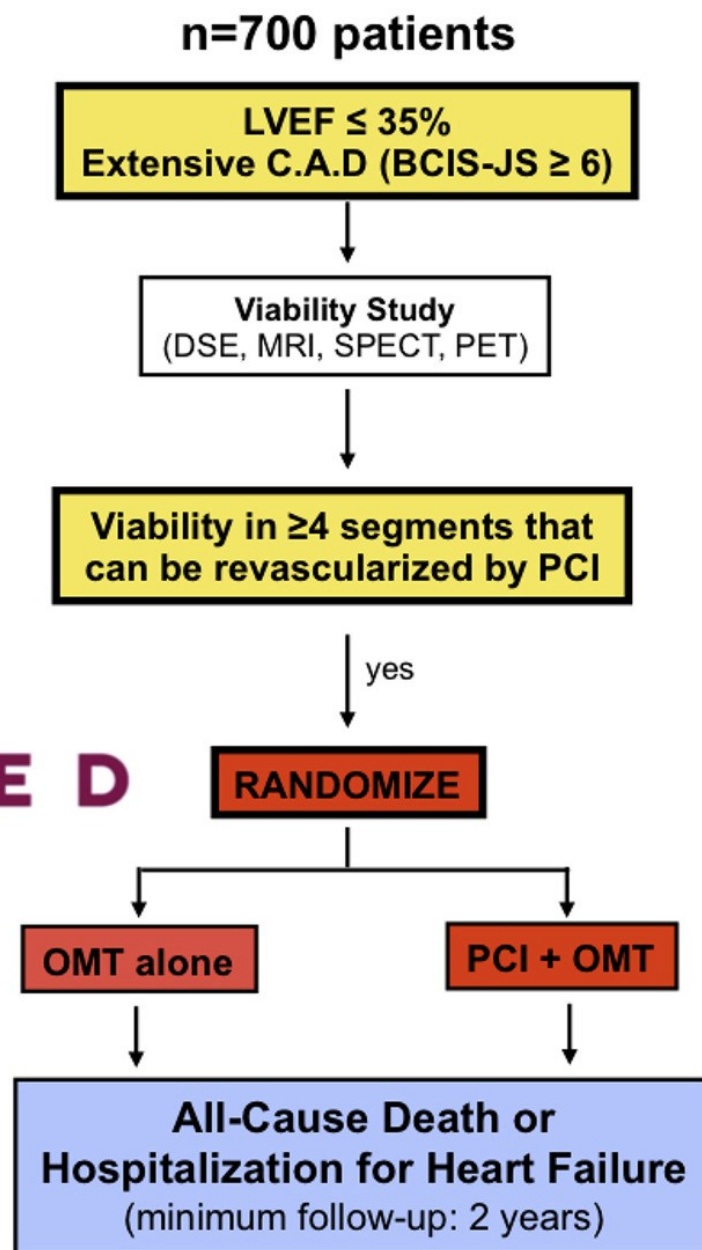 n=700 patients
LVEF ≤ 35%
Extensive C.A.D (BCIS-JS ≥ 6)
Viability Study
(DSE, MRI, SPECT, PET)
Viability in ≥4 segments that
can be revascularized by PCI
yes
E D
RANDOMIZE
OMT alone
PCI + OMT
All-Cause Death or
Hospitalization for Heart Failure
(minimum follow-up: 2 years)